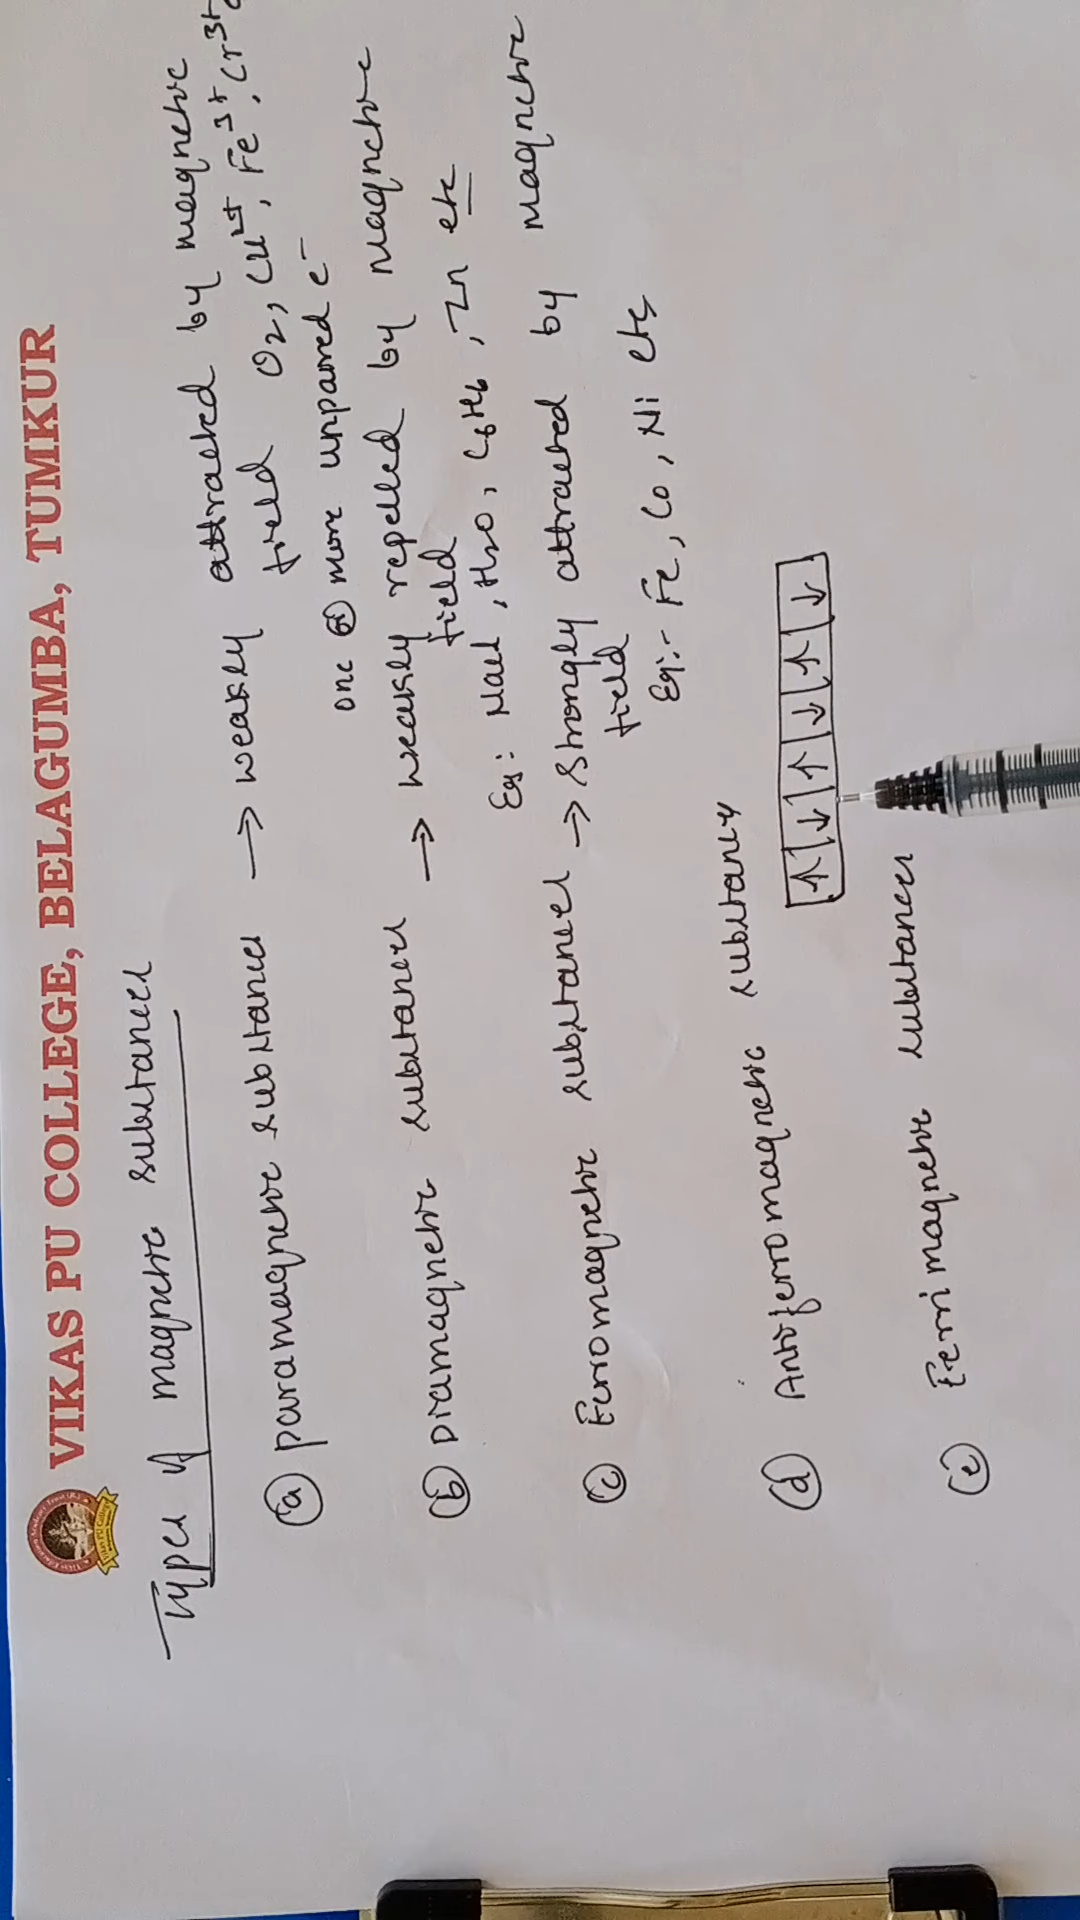 VIKAS PU COLLEGE, BELAGUMBA, TUMKUR
Types of magnetic substances
(a) paramagnetic substances → weakly attracted by magnetic
field O2, Cu2+, Fe3+, Cr3+
one or more unpaired e-
(b) Diamagnetic substances → weakly repelled by magnetic
field
Eg: Nacl, H2O, C6H6, Zn etc
(c) Ferromagnetic substances → strongly attracted by magnetic
field
Eg:- Fe, Co, Ni etc
(d) Antiferromagnetic substances
↑ ↓ ↑ ↓ ↑ ↓
(e) Ferrimagnetic substances